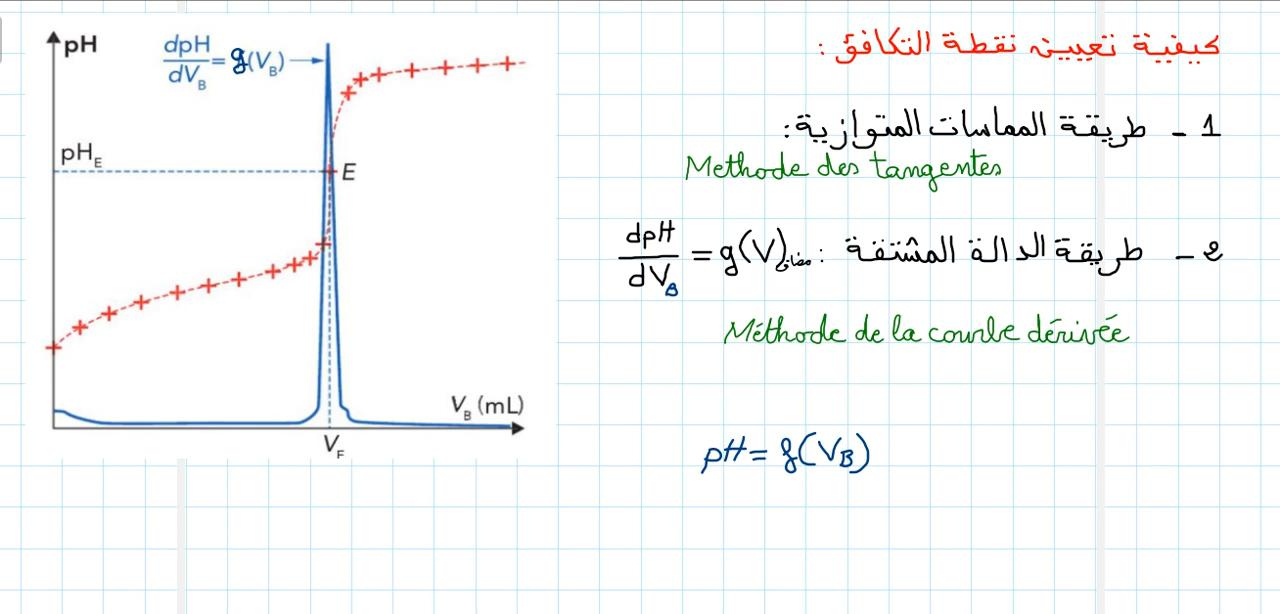 pH
dpH/dV_B = g(V_B)
pH_E
E
V_B (mL)
V_E
كيفية تعيين نقطة التكافؤ :
1 - طريقة المماسات المتوازية :
Methode des tangentes
2 - طريقة الدالة المشتقة : dpH/dV_B = g(V)مضاف
Méthode de la courbe dérivée
pH = f(V_B)